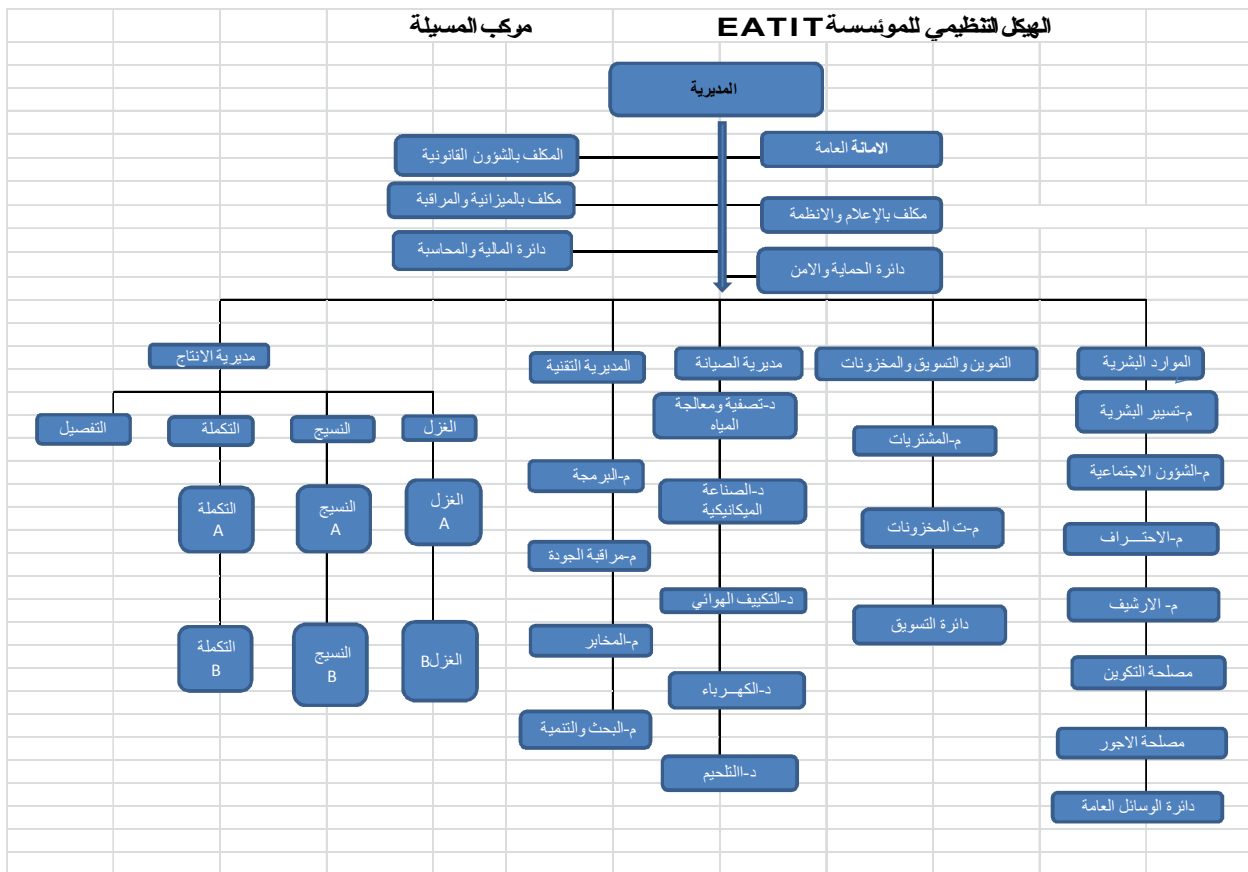 الهيكل التنظيمي للموئسسة EATIT
موكب المسيلة
المديرية
الامانة العامة
المكلف بالشؤون القانونية
مكلف بالإعلام والانظمة
مكلف بالميزانية والمراقبة
دائرة الحماية والامن
دائرة المالية والمحاسبة
الموارد البشرية
م-تسيير البشرية
م-الشؤون الاجتماعية
م-الاحتـــراف
م- الارشيف
مصلحة التكوين
مصلحة الاجور
دائرة الوسائل العامة
التموين والتسويق والمخزونات
م-المشتريات
م-ت المخزونات
دائرة التسويق
مديرية الصيانة
د-تصفية ومعالجة
المياه
د-الصناعة
الميكانيكية
د-التكييف الهوائي
د-الكهــرباء
د-االتلحيم
المديرية التقنية
م-البرمجة
م-مراقبة الجودة
م-المخابر
م-البحث والتنمية
مديرية الانتاج
الغزل
النسيج
التكملة
التفصيل
الغزل
A
النسيج
A
التكملة
A
الغزلB
النسيج
B
التكملة
B